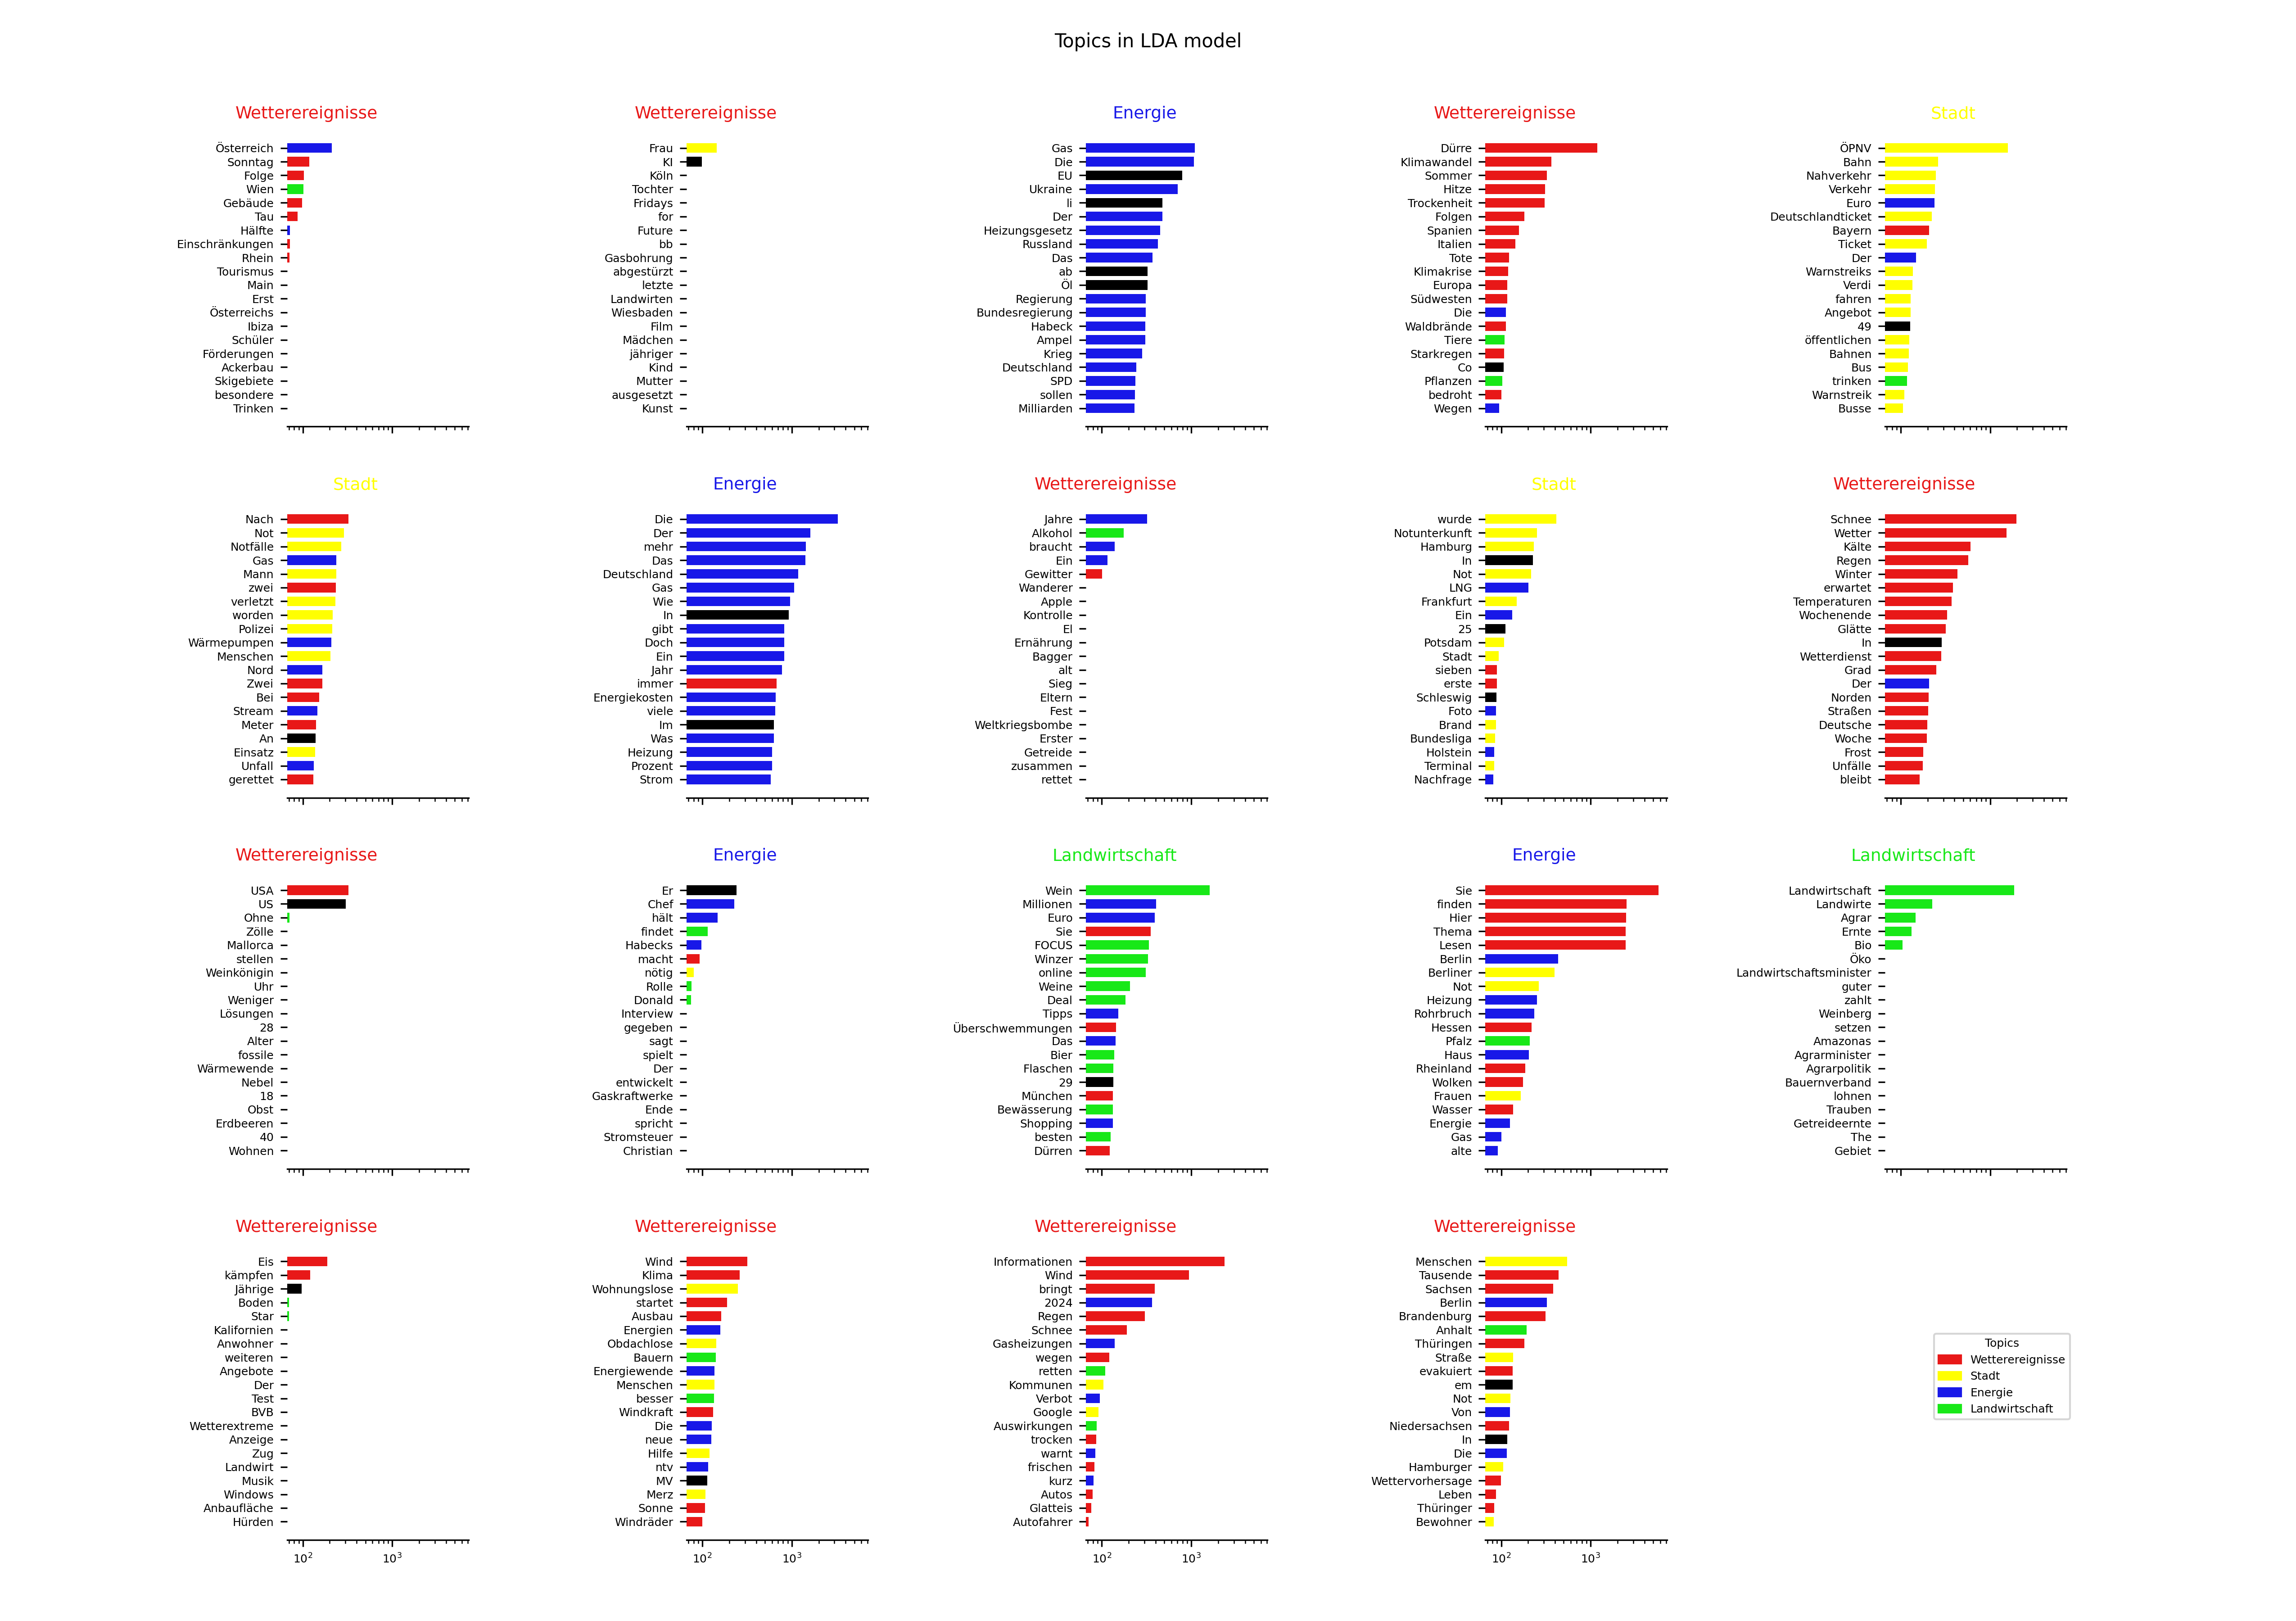 Topics in LDA model
Wetterereignisse
Österreich
Sonntag
Folge
Wien
Gebäude
Tau
Hälfte
Einschränkungen
Rhein
Tourismus
Main
Erst
Österreichs
Ibiza
Schüler
Förderungen
Ackerbau
Skigebiete
besondere
Trinken
Wetterereignisse
Frau
KI
Köln
Tochter
Fridays
for
Future
bb
Gasbohrung
abgestürzt
letzte
Landwirten
Wiesbaden
Film
Mädchen
jähriger
Kind
Mutter
ausgesetzt
Kunst
Energie
Gas
Die
EU
Ukraine
li
Der
Heizungsgesetz
Russland
Das
ab
Öl
Regierung
Bundesregierung
Habeck
Ampel
Krieg
Deutschland
SPD
sollen
Milliarden
Wetterereignisse
Dürre
Klimawandel
Sommer
Hitze
Trockenheit
Folgen
Spanien
Italien
Tote
Klimakrise
Europa
Südwesten
Die
Waldbrände
Tiere
Starkregen
Co
Pflanzen
bedroht
Wegen
Stadt
ÖPNV
Bahn
Nahverkehr
Verkehr
Euro
Deutschlandticket
Bayern
Ticket
Der
Warnstreiks
Verdi
fahren
Angebot
49
öffentlichen
Bahnen
Bus
trinken
Warnstreik
Busse
Stadt
Nach
Not
Notfälle
Gas
Mann
zwei
verletzt
worden
Polizei
Wärmepumpen
Menschen
Nord
Zwei
Bei
Stream
Meter
An
Einsatz
Unfall
gerettet
Energie
Die
Der
mehr
Das
Deutschland
Gas
Wie
In
gibt
Doch
Ein
Jahr
immer
Energiekosten
viele
Im
Was
Heizung
Prozent
Strom
Wetterereignisse
Jahre
Alkohol
braucht
Ein
Gewitter
Wanderer
Apple
Kontrolle
El
Ernährung
Bagger
alt
Sieg
Eltern
Fest
Weltkriegsbombe
Erster
Getreide
zusammen
rettet
Stadt
wurde
Notunterkunft
Hamburg
In
Not
LNG
Frankfurt
Ein
25
Potsdam
Stadt
sieben
erste
Schleswig
Foto
Brand
Bundesliga
Holstein
Terminal
Nachfrage
Wetterereignisse
Schnee
Wetter
Kälte
Regen
Winter
erwartet
Temperaturen
Wochenende
Glätte
In
Wetterdienst
Grad
Der
Norden
Straßen
Deutsche
Woche
Frost
Unfälle
bleibt
Wetterereignisse
USA
US
Ohne
Zölle
Mallorca
stellen
Weinkönigin
Uhr
Weniger
Lösungen
28
Alter
fossile
Wärmewende
Nebel
18
Obst
Erdbeeren
40
Wohnen
Energie
Er
Chef
hält
findet
Habecks
macht
nötig
Rolle
Donald
Interview
gegeben
sagt
spielt
Der
entwickelt
Gaskraftwerke
Ende
spricht
Stromsteuer
Christian
Landwirtschaft
Wein
Millionen
Euro
Sie
FOCUS
Winzer
online
Weine
Deal
Tipps
Überschwemmungen
Das
Bier
Flaschen
29
München
Bewässerung
Shopping
besten
Dürren
Energie
Sie
finden
Hier
Thema
Lesen
Berlin
Berliner
Not
Heizung
Rohrbruch
Hessen
Pfalz
Haus
Rheinland
Wolken
Frauen
Wasser
Energie
Gas
alte
Landwirtschaft
Landwirtschaft
Landwirte
Agrar
Ernte
Bio
Öko
Landwirtschaftsminister
guter
zahlt
Weinberg
setzen
Amazonas
Agrarminister
Agrarpolitik
Bauernverband
lohnen
Trauben
Getreideernte
The
Gebiet
Wetterereignisse
Eis
kämpfen
Jährige
Boden
Star
Kalifornien
Anwohner
weiteren
Angebote
Der
Test
BVB
Wetterextreme
Anzeige
Zug
Landwirt
Musik
Windows
Anbaufläche
Hürden
10² 10³
Wetterereignisse
Wind
Klima
Wohnungslose
startet
Ausbau
Energien
Obdachlose
Bauern
Energiewende
Menschen
besser
Windkraft
Die
neue
Hilfe
ntv
MV
Merz
Sonne
Windräder
10² 10³
Wetterereignisse
Informationen
Wind
bringt
2024
Regen
Schnee
Gasheizungen
wegen
retten
Kommunen
Verbot
Google
Auswirkungen
trocken
warnt
frischen
kurz
Autos
Glatteis
Autofahrer
10² 10³
Wetterereignisse
Menschen
Tausende
Sachsen
Berlin
Brandenburg
Anhalt
Thüringen
Straße
evakuiert
em
Not
Von
Niedersachsen
In
Die
Hamburger
Wettervorhersage
Leben
Thüringer
Bewohner
10² 10³
Topics
Wetterereignisse
Stadt
Energie
Landwirtschaft